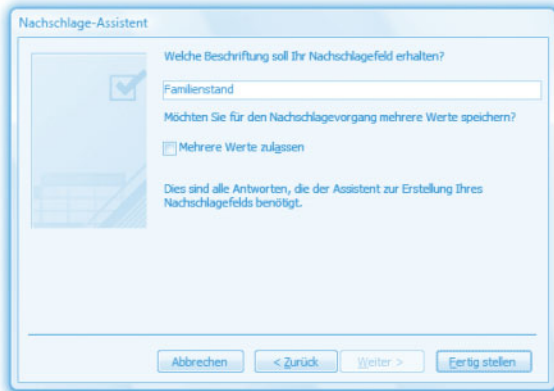 Nachschlage-Assistent
Welche Beschriftung soll Ihr Nachschlagefeld erhalten?
Familienstand
Möchten Sie für den Nachschlagevorgang mehrere Werte speichern?
Mehrere Werte zulassen
Dies sind alle Antworten, die der Assistent zur Erstellung Ihres
Nachschlagefelds benötigt.
Abbrechen < Zurück Weiter > Fertig stellen